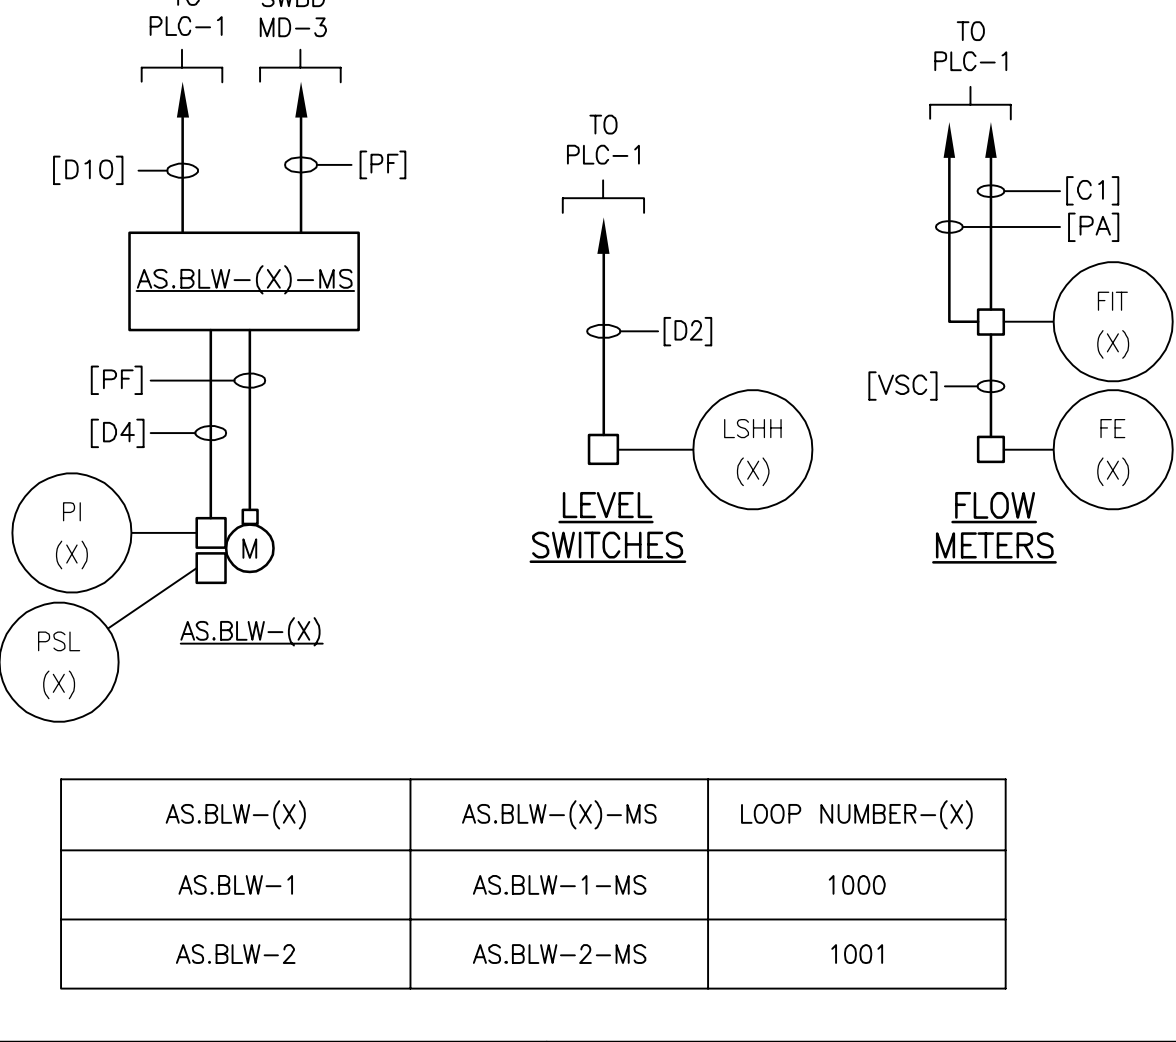 TO
PLC-1
SWBD
MD-3
[D10]
[PF]
AS.BLW-(X)-MS
[PF]
[D4]
PI
(X)
M
PSL
(X)
AS.BLW-(X)
TO
PLC-1
[D2]
LSHH
(X)
LEVEL
SWITCHES
TO
PLC-1
[C1]
[PA]
FIT
(X)
[VSC]
FE
(X)
FLOW
METERS
AS.BLW-(X) AS.BLW-(X)-MS LOOP NUMBER-(X)
AS.BLW-1 AS.BLW-1-MS 1000
AS.BLW-2 AS.BLW-2-MS 1001